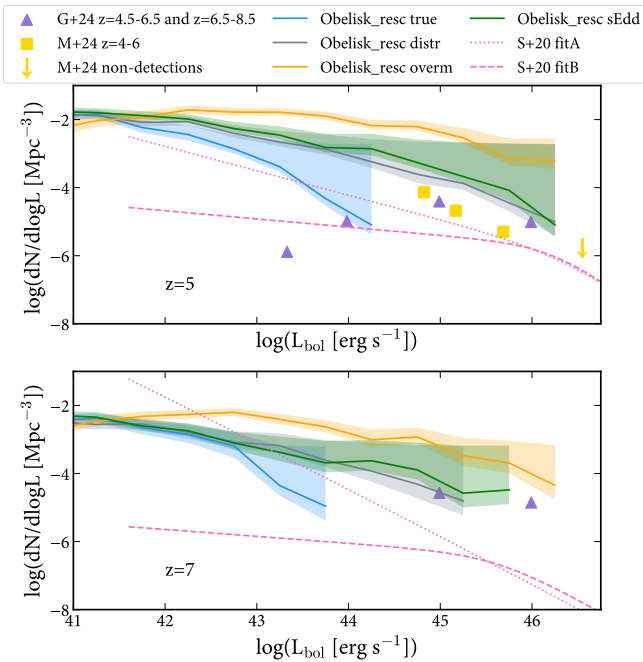 G+24 z=4.5-6.5 and z=6.5-8.5
M+24 z=4-6
M+24 non-detections
Obelisk_resc true
Obelisk_resc distr
Obelisk_resc overm
Obelisk_resc sEdd
S+20 fitA
S+20 fitB
−2
−4
−6
−8
log(dN/dlogL [Mpc⁻³])
z=5
log(L_bol [erg s⁻¹])
−2
−4
−6
−8
log(dN/dlogL [Mpc⁻³])
z=7
41 42 43 44 45 46
log(L_bol [erg s⁻¹])